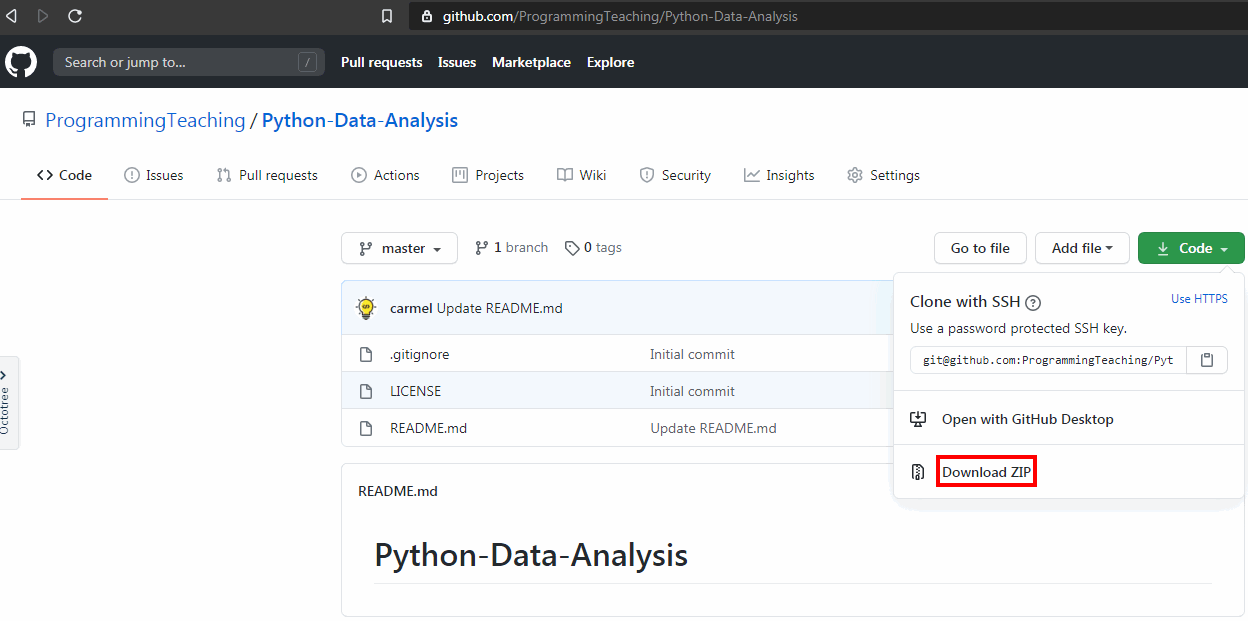 github.com/ProgrammingTeaching/Python-Data-Analysis
Search or jump to... / Pull requests Issues Marketplace Explore
ProgrammingTeaching / Python-Data-Analysis
<> Code Issues Pull requests Actions Projects Wiki Security Insights Settings
master 1 branch 0 tags Go to file Add file Code
carmel Update README.md
.gitignore Initial commit
LICENSE Initial commit
README.md Update README.md
Clone with SSH ? Use HTTPS
Use a password protected SSH key.
git@github.com:ProgrammingTeaching/Pyt
Open with GitHub Desktop
Download ZIP
Octotree
README.md
Python-Data-Analysis